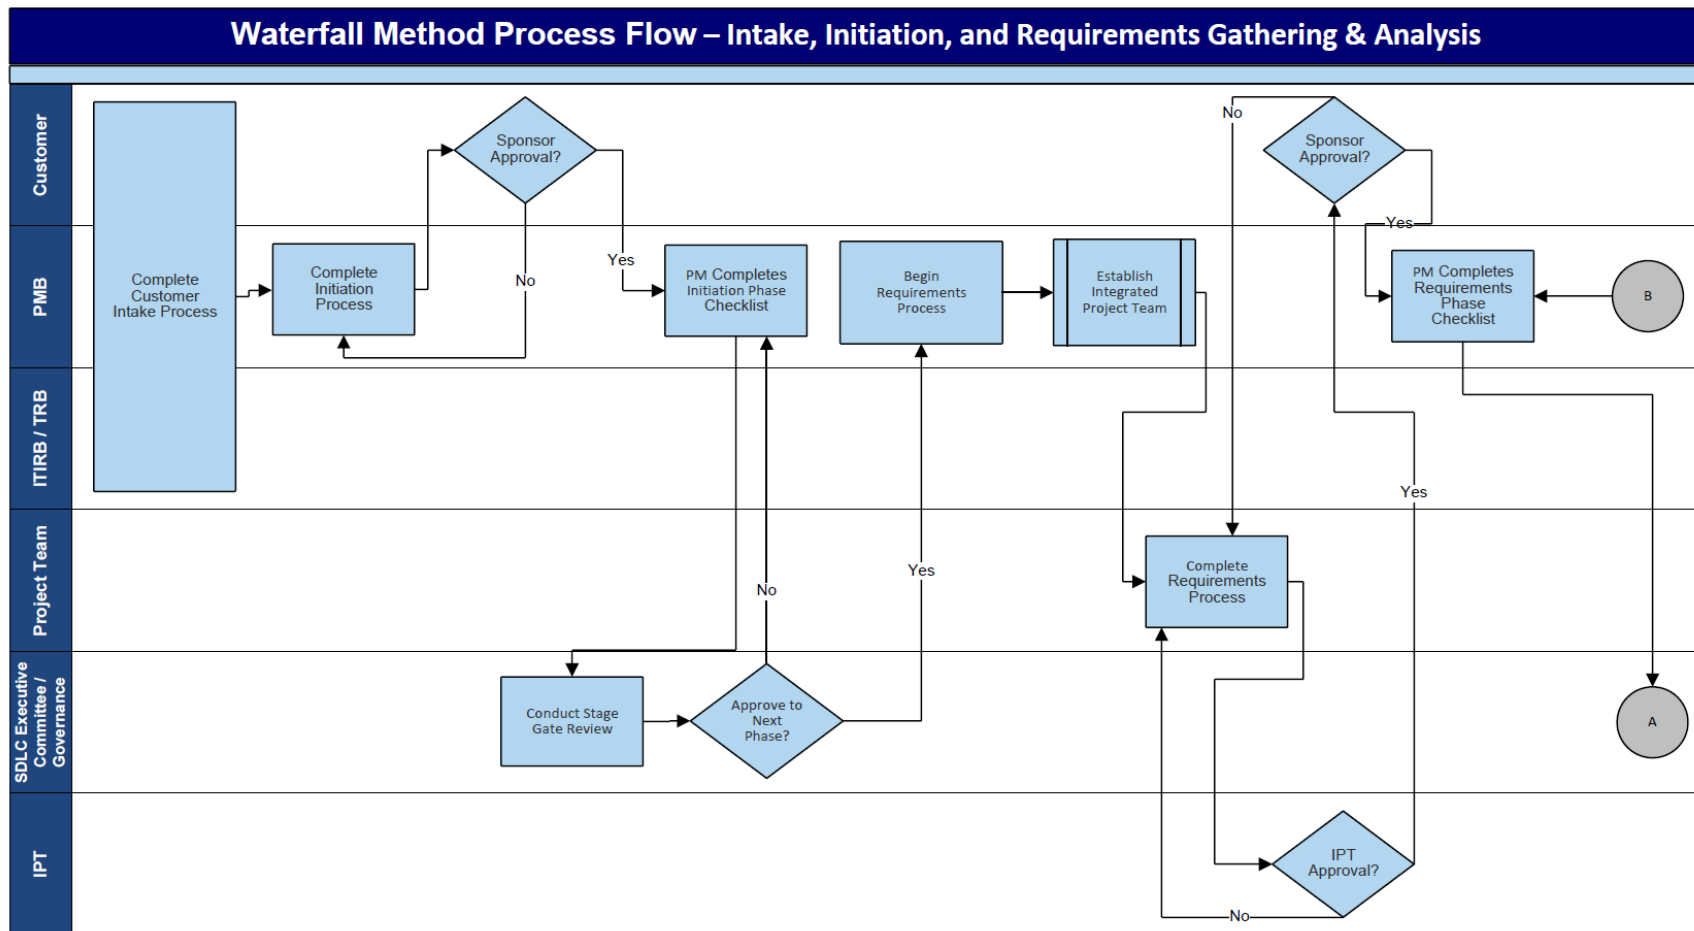 Waterfall Method Process Flow – Intake, Initiation, and Requirements Gathering & Analysis
Customer
Sponsor
Approval?
No
Sponsor
Approval?
Yes
PMB
Complete
Customer
Intake Process
Complete
Initiation
Process
No
Yes
PM Completes
Initiation Phase
Checklist
Begin
Requirements
Process
Establish
Integrated
Project Team
PM Completes
Requirements
Phase
Checklist
B
ITIRB / TRB
Yes
Project Team
No
Yes
Complete
Requirements
Process
SDLC Executive
Committee /
Governance
Conduct Stage
Gate Review
Approve to
Next
Phase?
A
IPT
IPT
Approval?
No